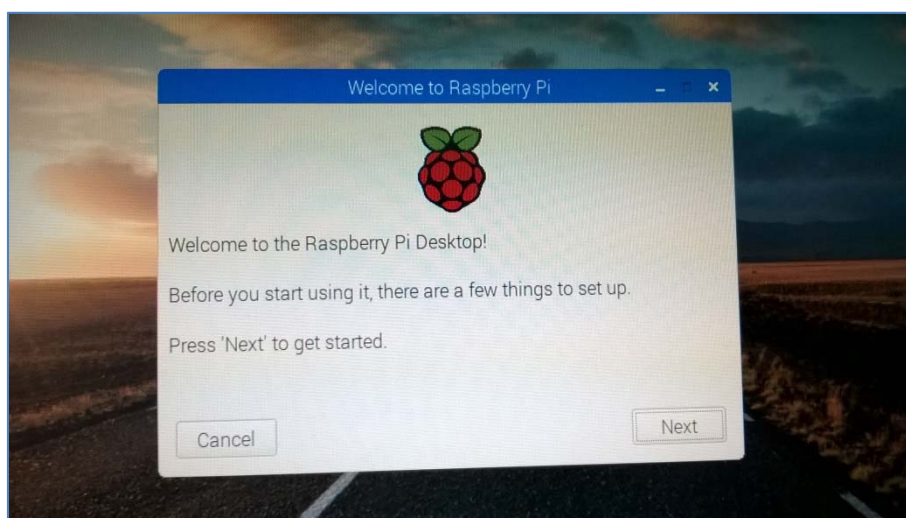 Welcome to Raspberry Pi
Welcome to the Raspberry Pi Desktop!
Before you start using it, there are a few things to set up.
Press 'Next' to get started.
Cancel
Next